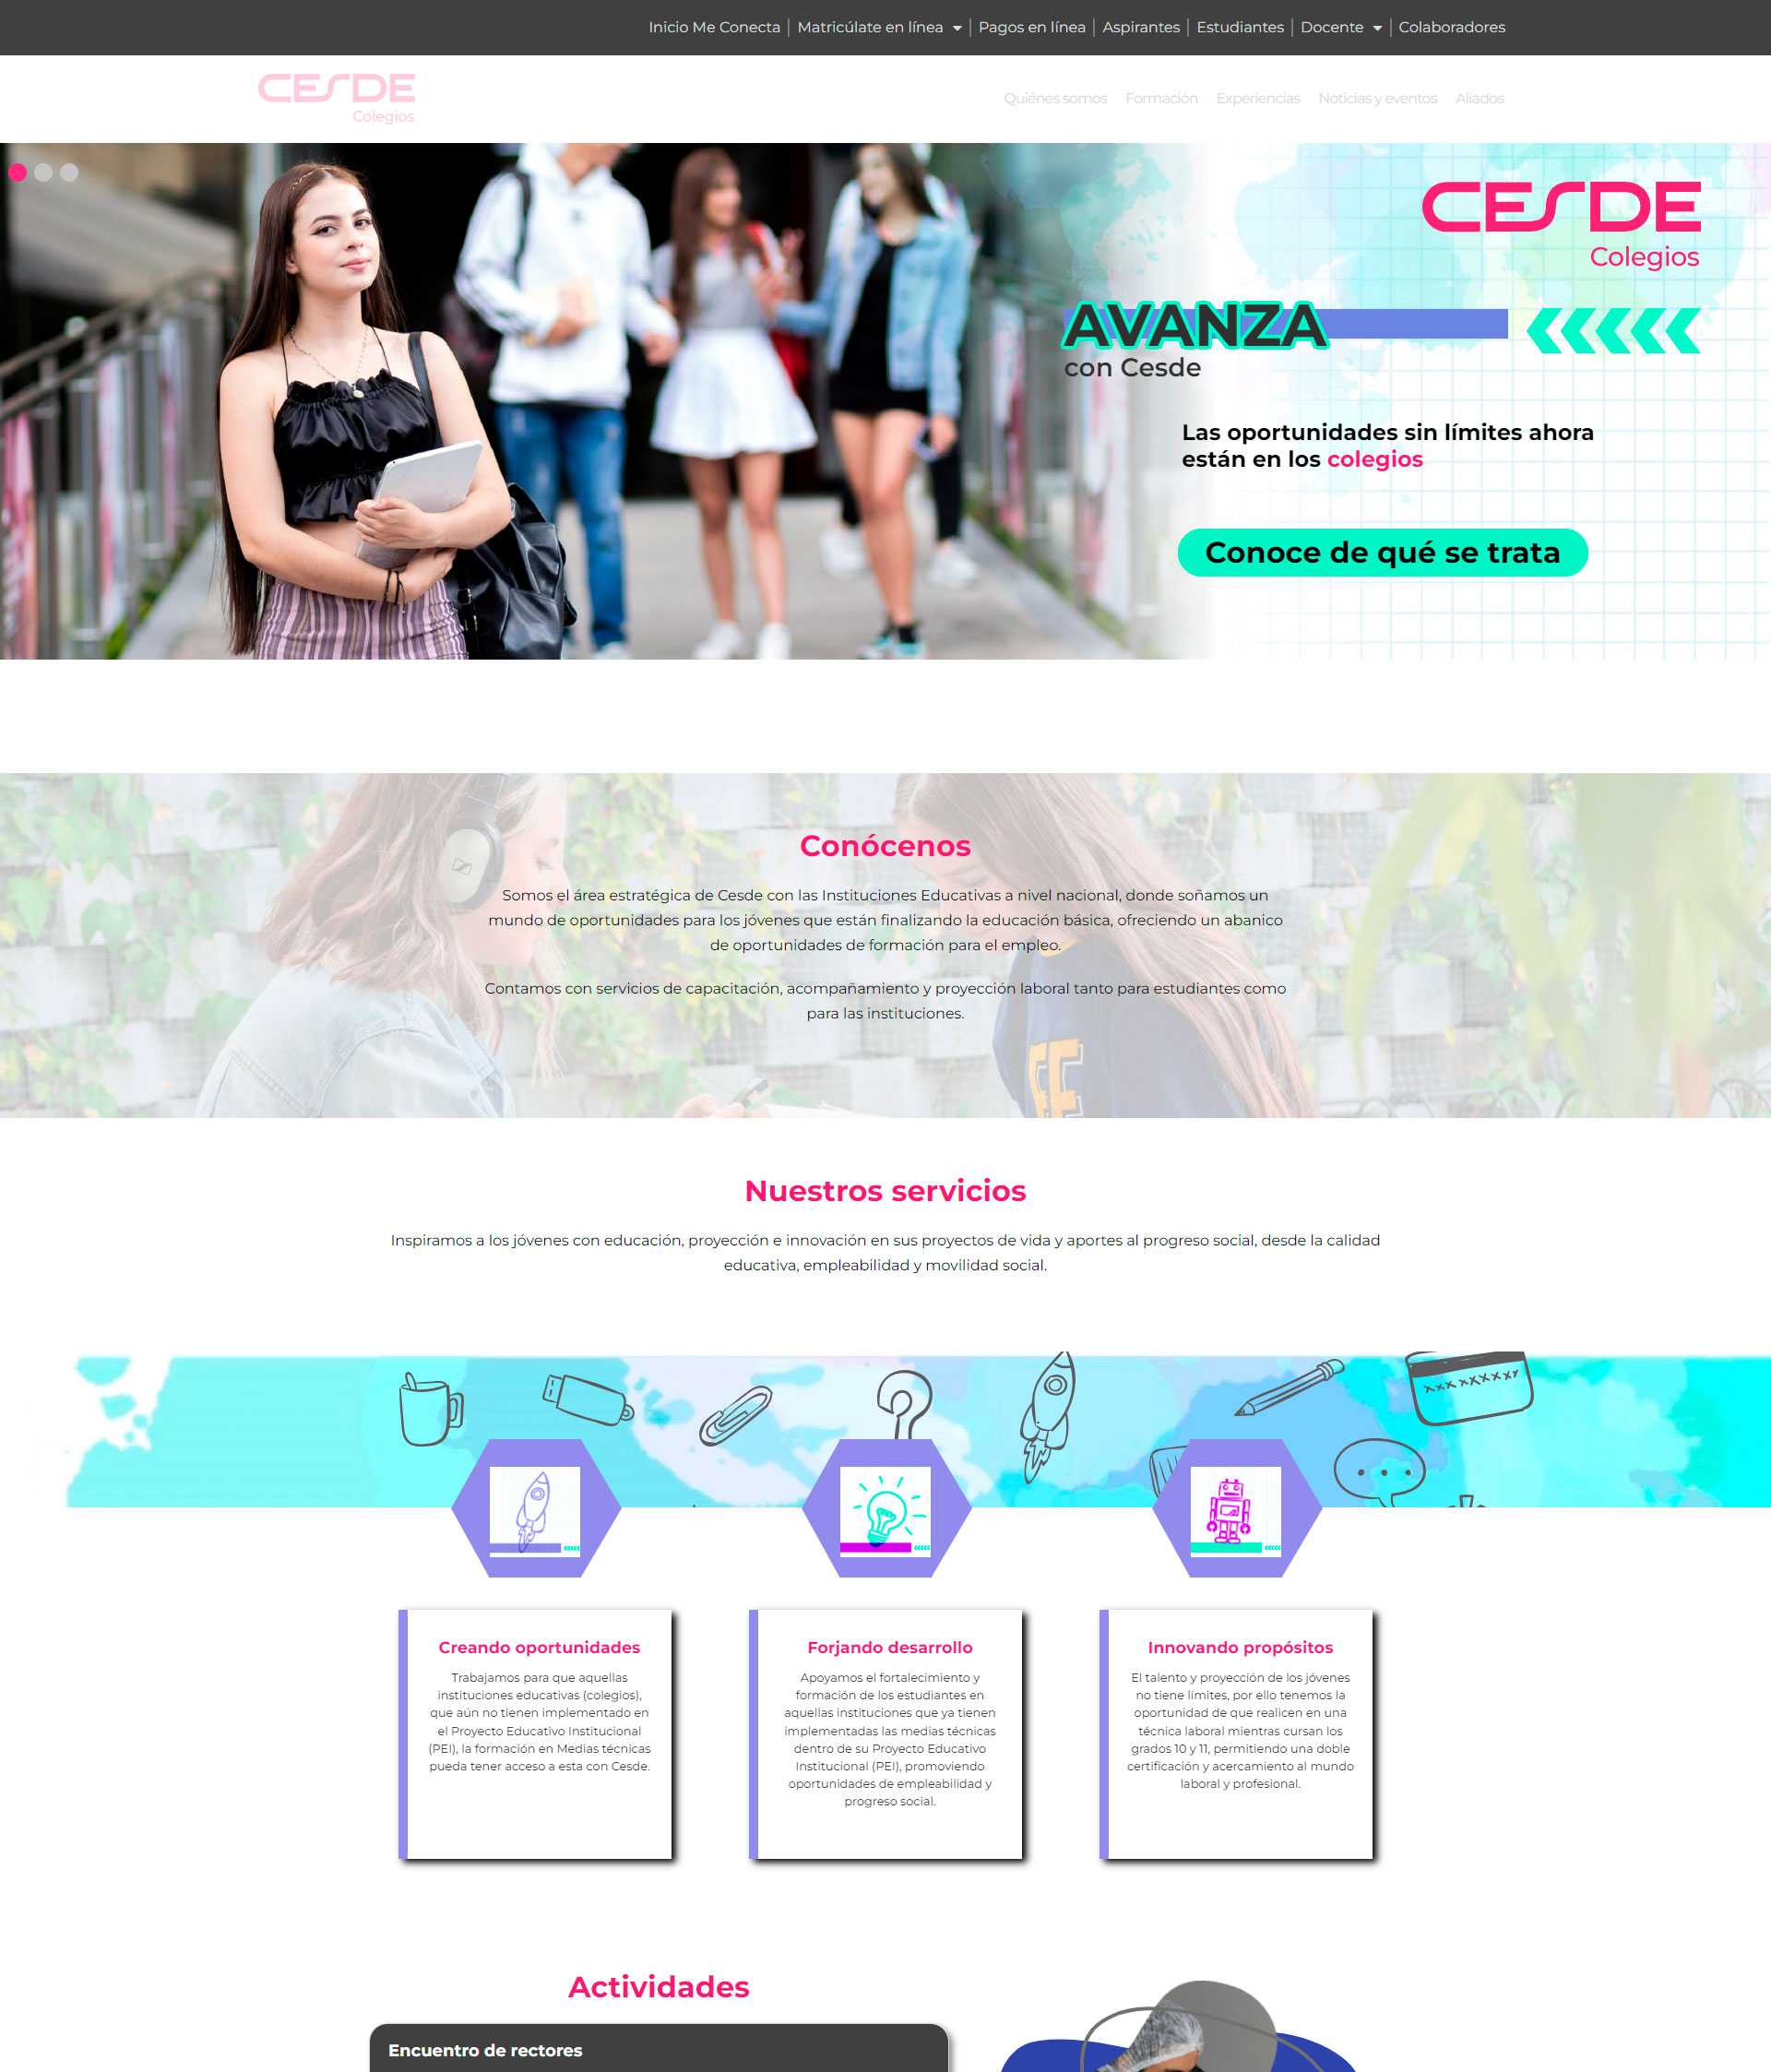 Inicio Me Conecta | Matricúlate en línea | Pagos en línea | Aspirantes | Estudiantes | Docente | Colaboradores
CESDE
Colegios
Quiénes somos Formación Experiencias Noticias y eventos Aliados
CESDE
Colegios
AVANZA
con Cesde
Las oportunidades sin límites ahora
están en los colegios
Conoce de qué se trata
Conócenos
Somos el área estratégica de Cesde con las Instituciones Educativas a nivel nacional, donde soñamos un
mundo de oportunidades para los jóvenes que están finalizando la educación básica, ofreciendo un abanico
de oportunidades de formación para el empleo.
Contamos con servicios de capacitación, acompañamiento y proyección laboral tanto para estudiantes como
para las instituciones.
Nuestros servicios
Inspiramos a los jóvenes con educación, proyección e innovación en sus proyectos de vida y aportes al progreso social, desde la calidad
educativa, empleabilidad y movilidad social.
Creando oportunidades
Trabajamos para que aquellas
instituciones educativas (colegios),
que aún no tienen implementado en
el Proyecto Educativo Institucional
(PEI), la formación en Medias técnicas
pueda tener acceso a esta con Cesde.
Forjando desarrollo
Apoyamos el fortalecimiento y
formación de los estudiantes en
aquellas instituciones que ya tienen
implementadas las medias técnicas
dentro de su Proyecto Educativo
Institucional (PEI), promoviendo
oportunidades de empleabilidad y
progreso social.
Innovando propósitos
El talento y proyección de los jóvenes
no tiene límites, por ello tenemos la
oportunidad de que realicen en una
técnica laboral mientras cursan los
grados 10 y 11, permitiendo una doble
certificación y acercamiento al mundo
laboral y profesional.
Actividades
Encuentro de rectores